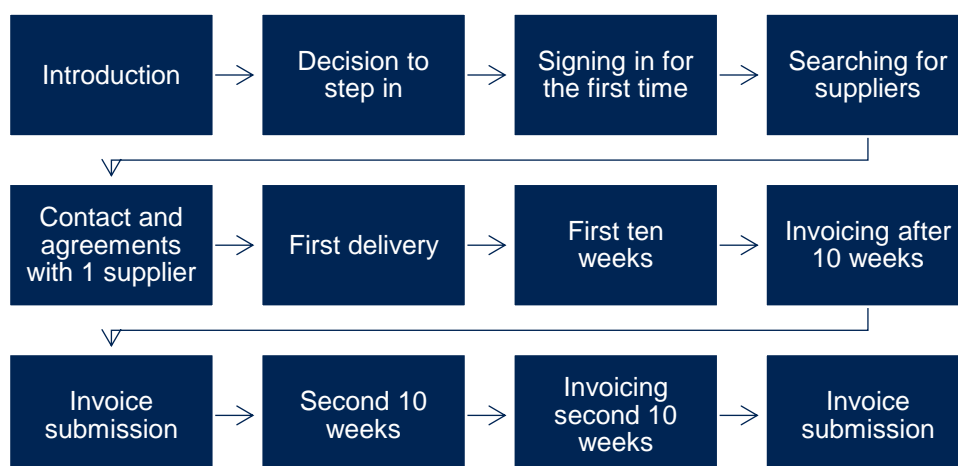 Introduction
Decision to
step in
Signing in for
the first time
Searching for
suppliers
Contact and
agreements
with 1 supplier
First delivery
First ten
weeks
Invoicing after
10 weeks
Invoice
submission
Second 10
weeks
Invoicing
second 10
weeks
Invoice
submission